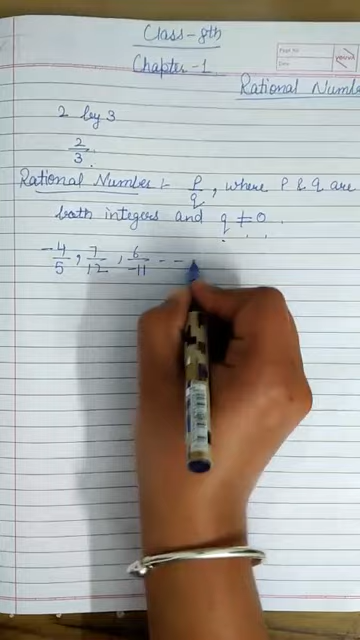 Class-8th
Chapter-1
Rational Numbe
2 by 3
2/3
Rational Number :- P/q, where P & q are
both integers and q ≠ 0.
-4/5, 7/12, 6/-11 - - -